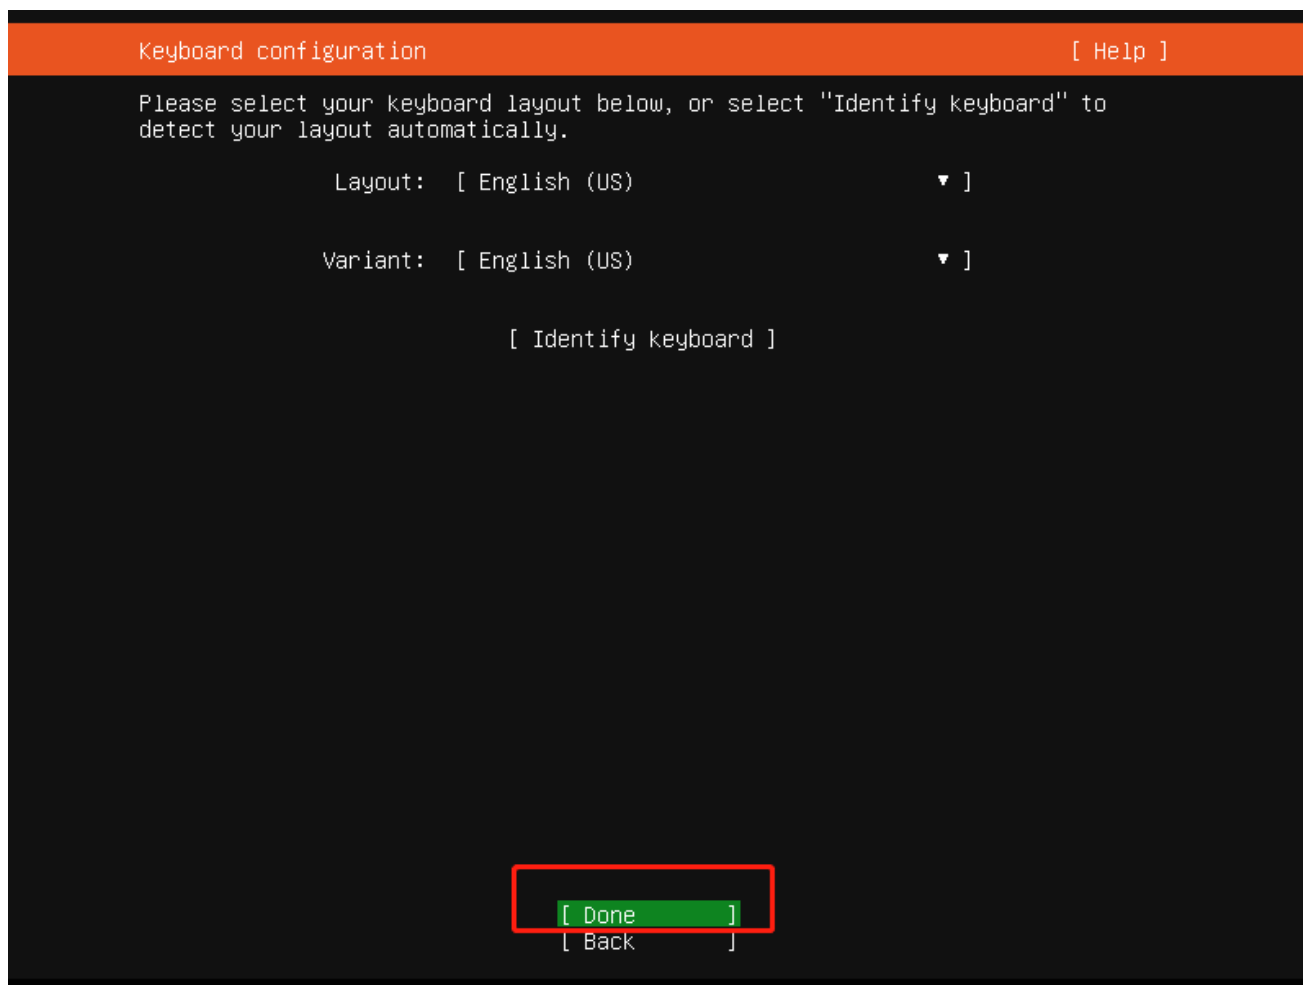 Keyboard configuration [ Help ]
Please select your keyboard layout below, or select "Identify keyboard" to
detect your layout automatically.
Layout: [ English (US) ▾ ]
Variant: [ English (US) ▾ ]
[ Identify keyboard ]
[ Done ]
[ Back ]